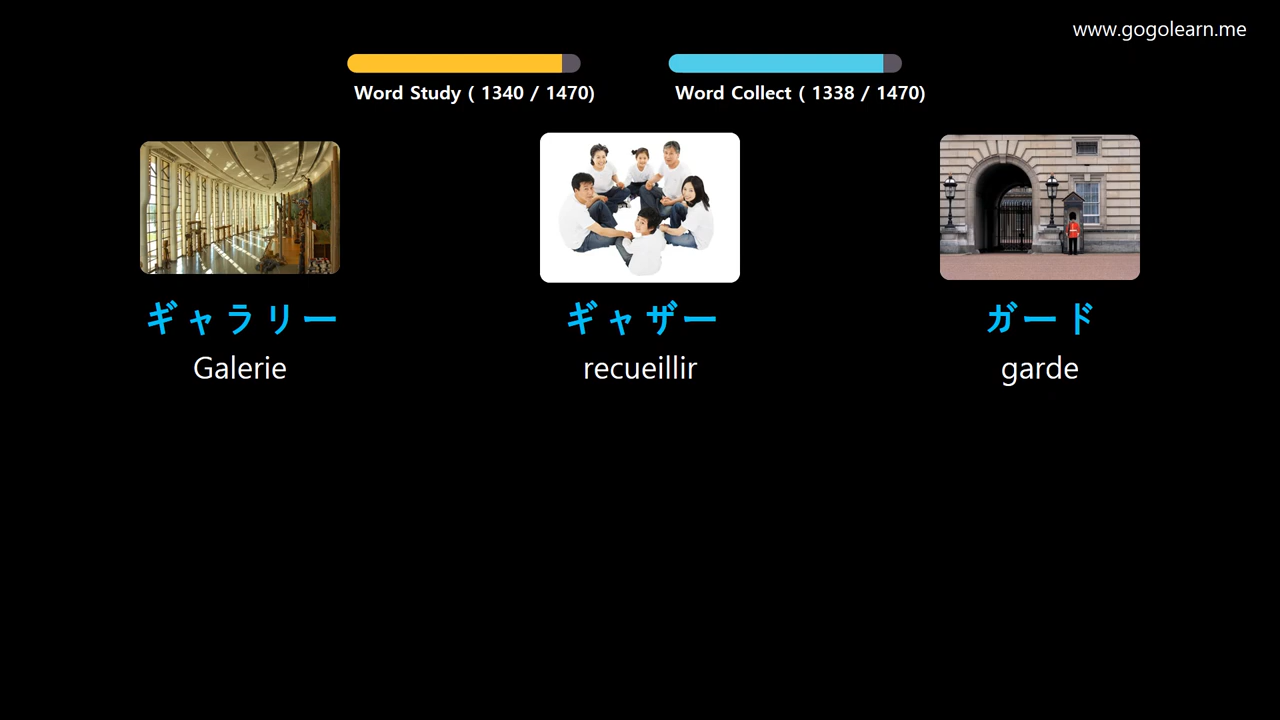 www.gogolearn.me
Word Study ( 1340 / 1470)
Word Collect ( 1338 / 1470)
ギャラリー
ギャザー
ガード
Galerie
recueillir
garde